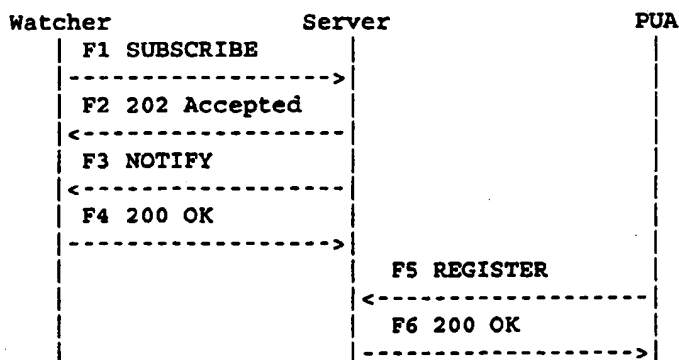 Watcher Server PUA
F1 SUBSCRIBE
F2 202 Accepted
F3 NOTIFY
F4 200 OK
F5 REGISTER
F6 200 OK